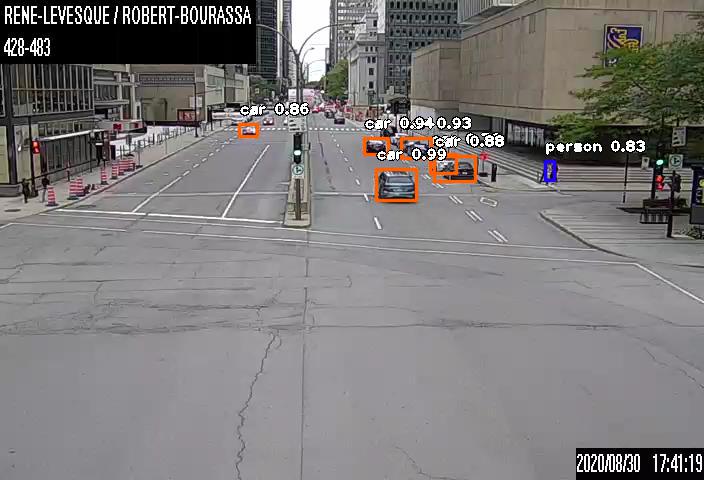 RENE-LEVESQUE / ROBERT-BOURASSA
428-483
car 0.86
car 0.94
0.93
car 0.88
car 0.99
person 0.83
RBC
2020/08/30 17:41:19